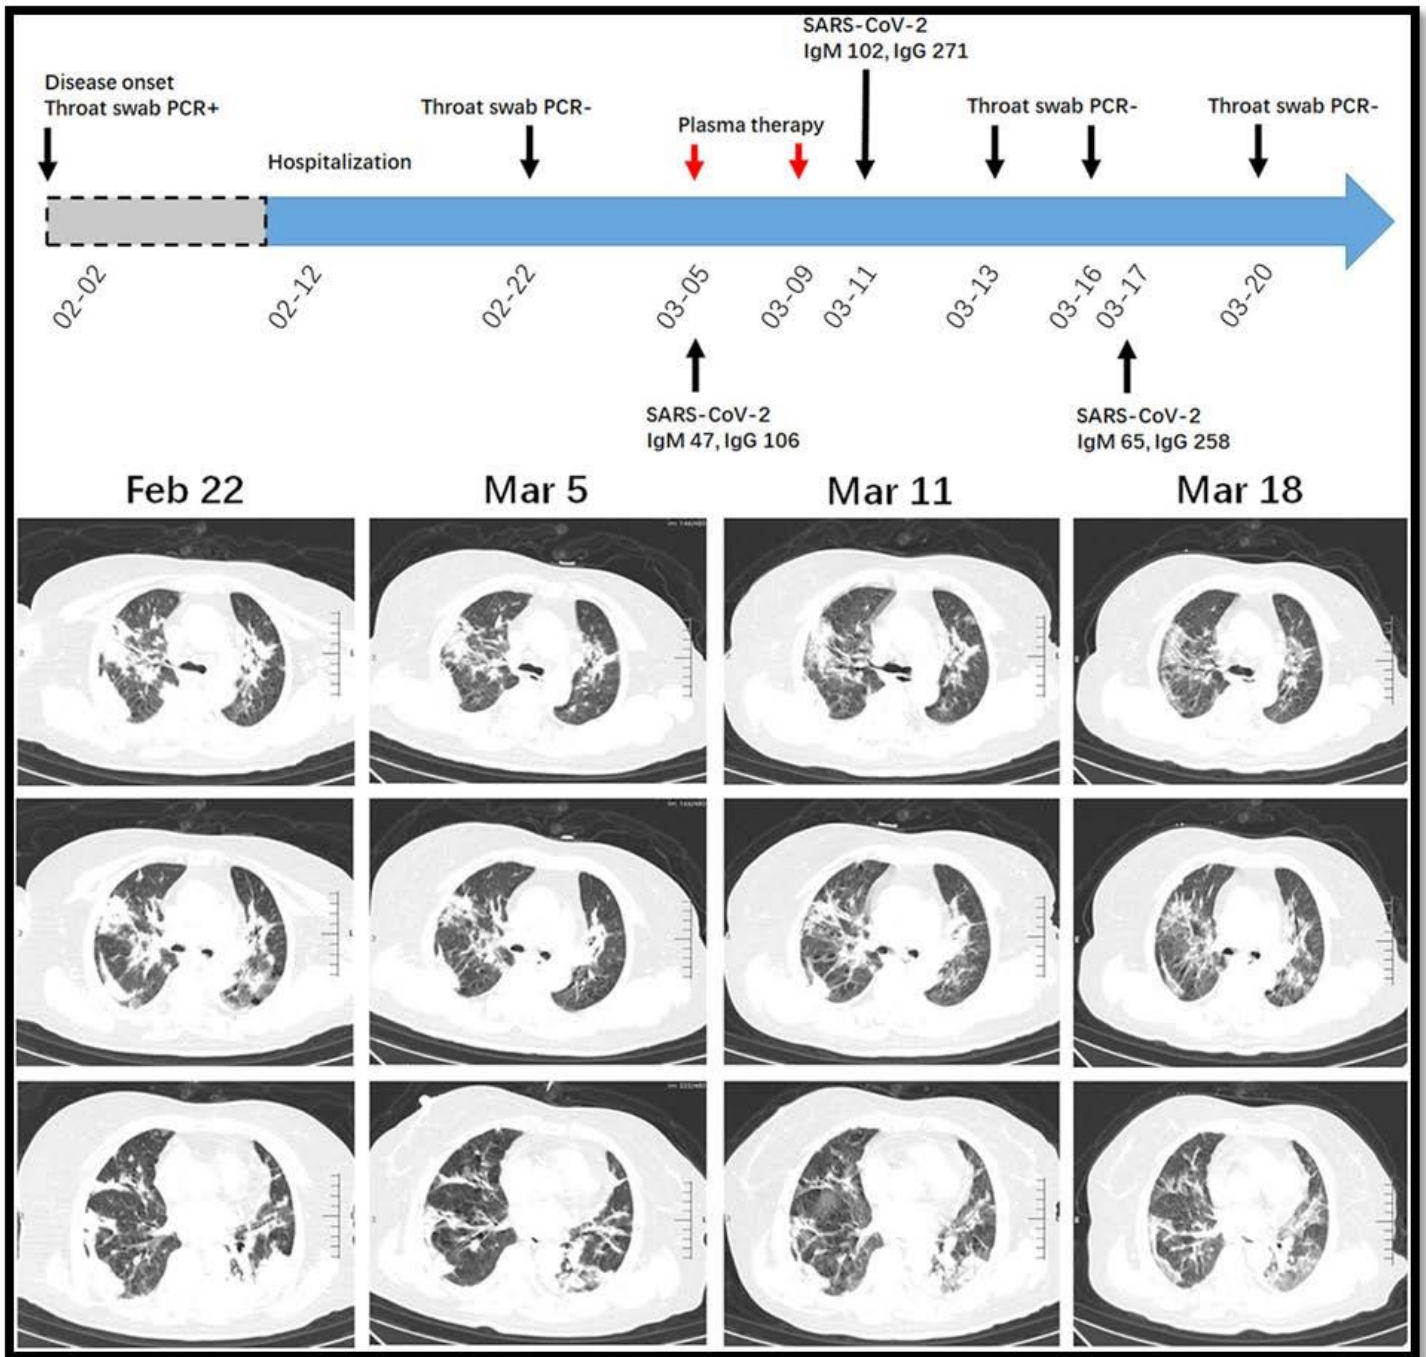 SARS-CoV-2
IgM 102, IgG 271
Disease onset
Throat swab PCR+
Throat swab PCR-
Plasma therapy
Throat swab PCR-
Throat swab PCR-
Hospitalization
02-02
02-12
02-22
03-05
03-09
03-11
03-13
03-16
03-17
03-20
SARS-CoV-2
IgM 47, IgG 106
SARS-CoV-2
IgM 65, IgG 258
Feb 22
Mar 5
Mar 11
Mar 18